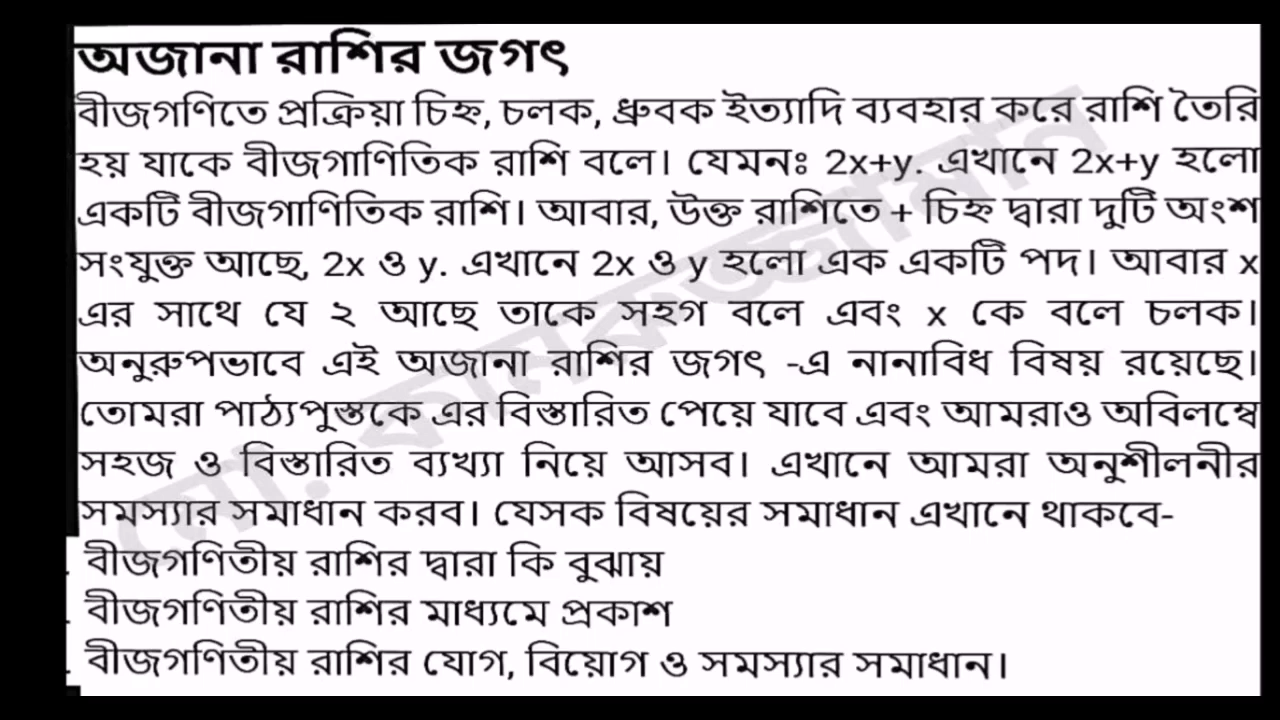 অজানা রাশির জগৎ
বীজগণিতে প্রক্রিয়া চিহ্ন, চলক, ধ্রুবক ইত্যাদি ব্যবহার করে রাশি তৈরি
হয় যাকে বীজগাণিতিক রাশি বলে। যেমনঃ 2x+y. এখানে 2x+y হলো
একটি বীজগাণিতিক রাশি। আবার, উক্ত রাশিতে + চিহ্ন দ্বারা দুটি অংশ
সংযুক্ত আছে, 2x ও y. এখানে 2x ও y হলো এক একটি পদ। আবার x
এর সাথে যে ২ আছে তাকে সহগ বলে এবং x কে বলে চলক।
অনুরুপভাবে এই অজানা রাশির জগৎ -এ নানাবিধ বিষয় রয়েছে।
তোমরা পাঠ্যপুস্তকে এর বিস্তারিত পেয়ে যাবে এবং আমরাও অবিলম্বে
সহজ ও বিস্তারিত ব্যখ্যা নিয়ে আসব। এখানে আমরা অনুশীলনীর
সমস্যার সমাধান করব। যেসক বিষয়ের সমাধান এখানে থাকবে-
বীজগণিতীয় রাশির দ্বারা কি বুঝায়
বীজগণিতীয় রাশির মাধ্যমে প্রকাশ
বীজগণিতীয় রাশির যোগ, বিয়োগ ও সমস্যার সমাধান।
মো. কামরুজ্জামান